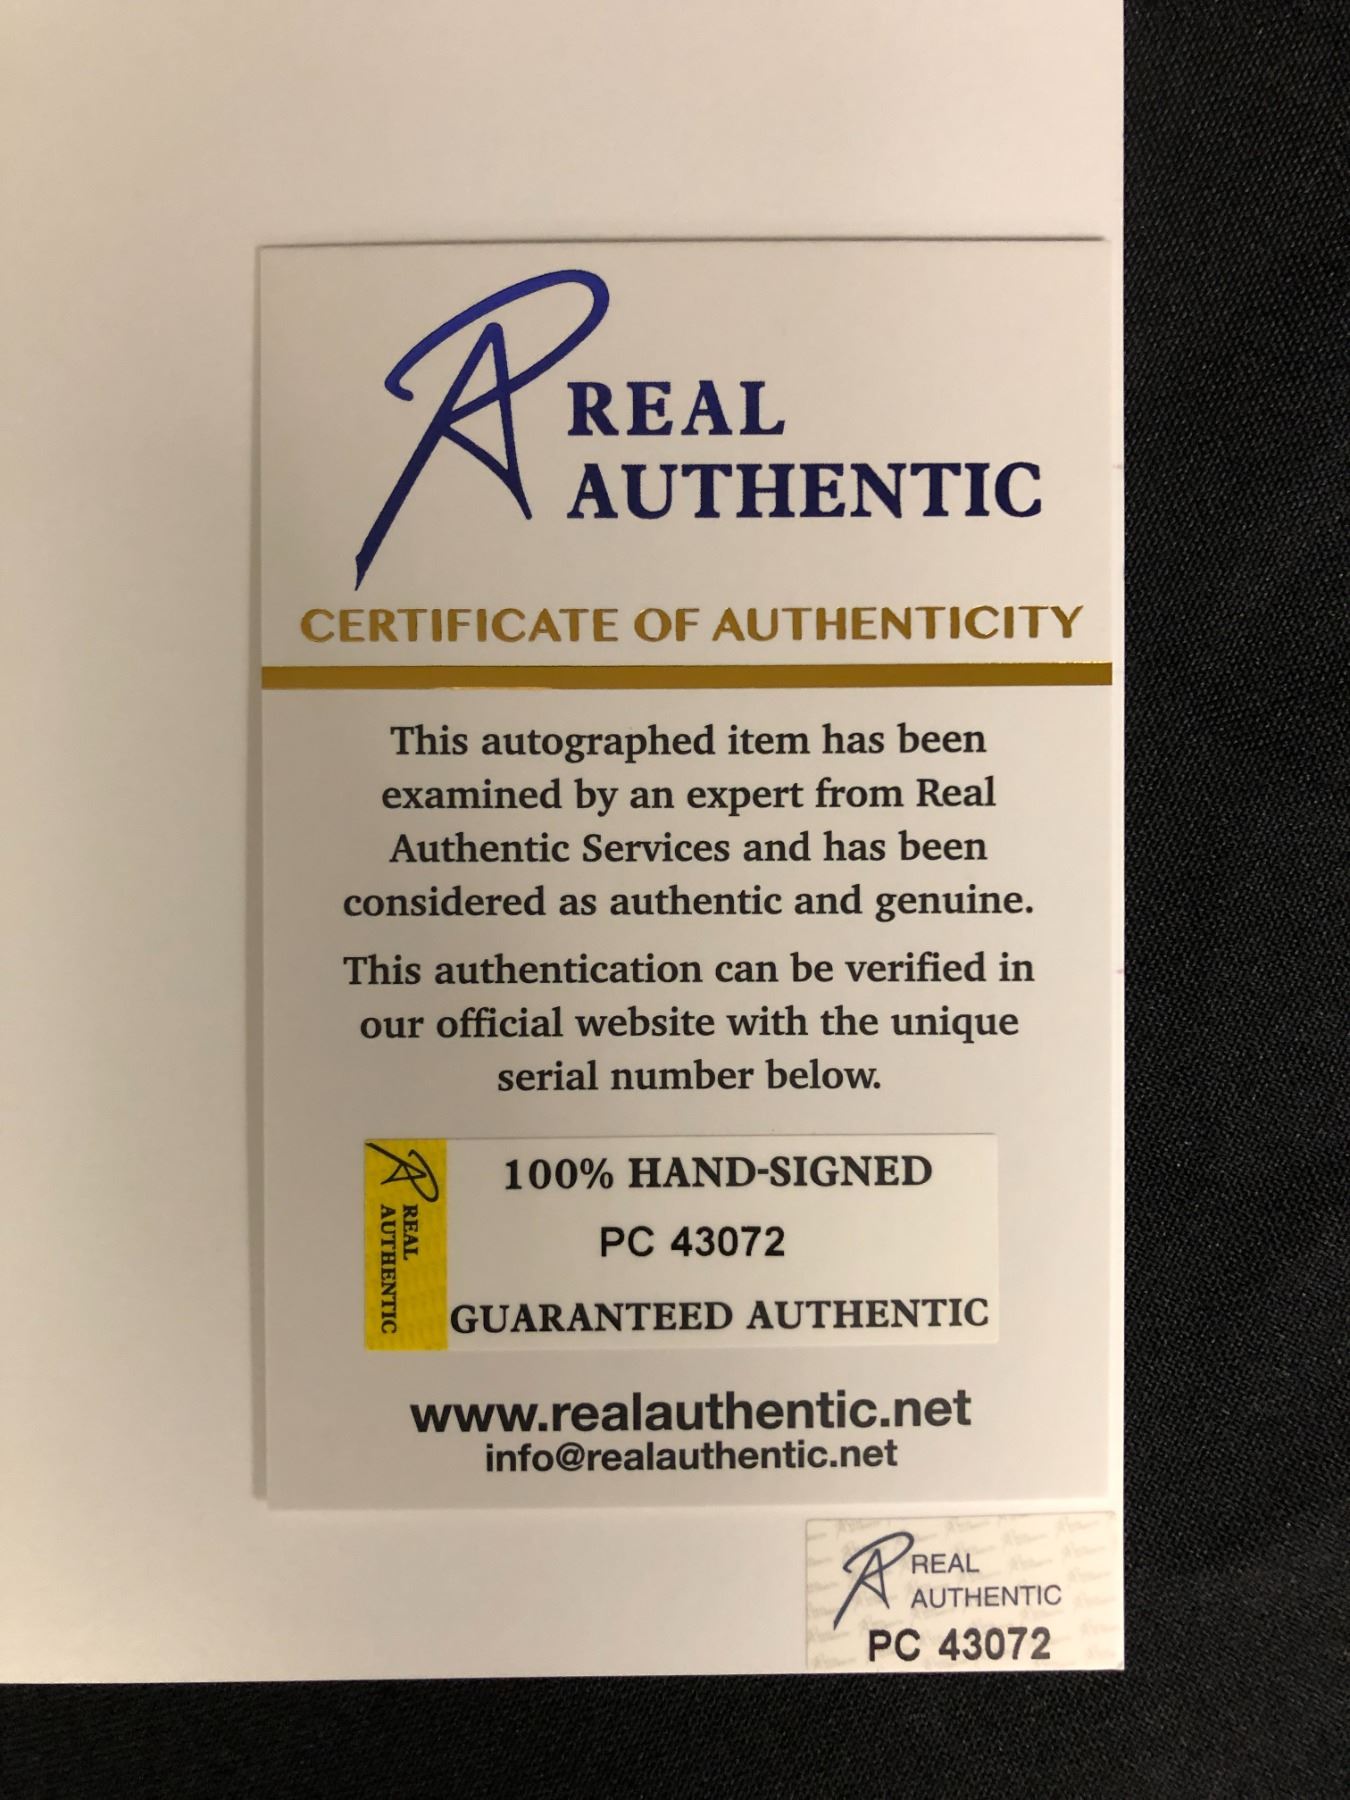 REAL
AUTHENTIC
CERTIFICATE OF AUTHENTICITY
This autographed item has been
examined by an expert from Real
Authentic Services and has been
considered as authentic and genuine.
This authentication can be verified in
our official website with the unique
serial number below.
REAL
AUTHENTIC
100% HAND-SIGNED
PC 43072
GUARANTEED AUTHENTIC
www.realauthentic.net
info@realauthentic.net
REAL
AUTHENTIC
PC 43072